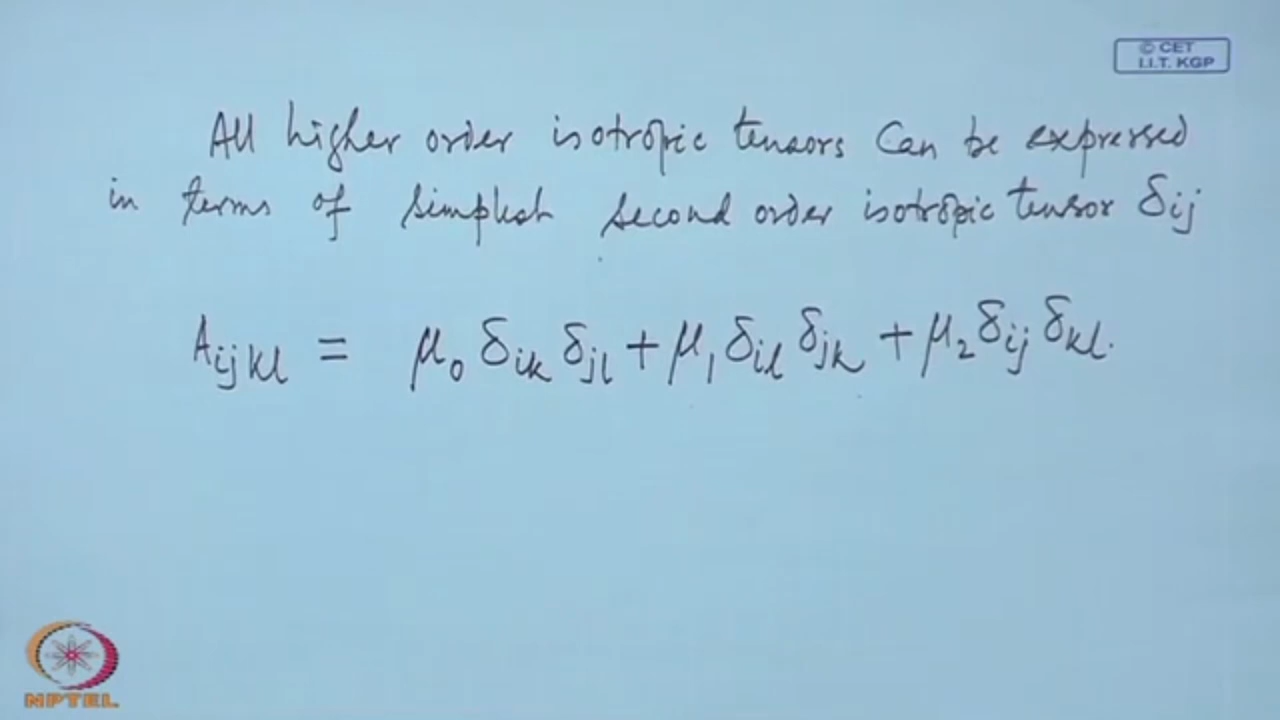 © CET
I.I.T. KGP
All higher order isotropic tensors can be expressed
in terms of simplest second order isotropic tensor δij
Aijkl = μ0 δik δjl + μ1 δil δjk + μ2 δij δkl.
NPTEL